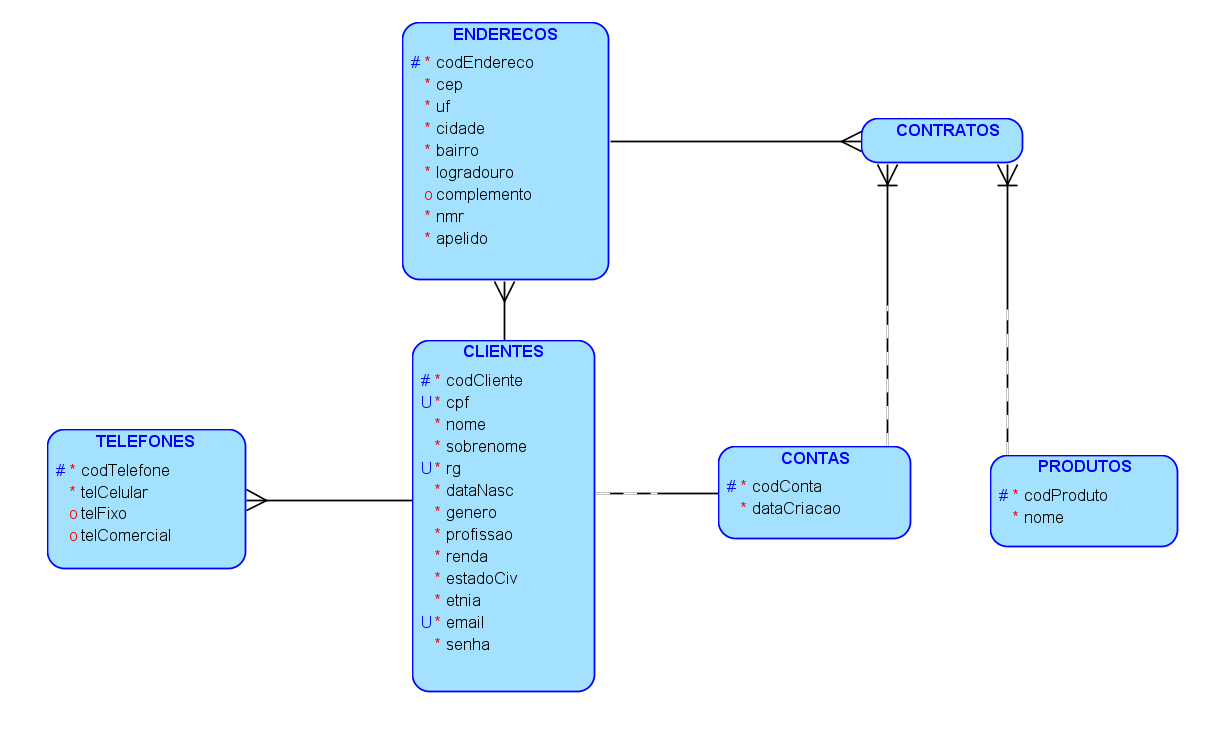 ENDERECOS
# * codEndereco
* cep
* uf
* cidade
* bairro
* logradouro
o complemento
* nmr
* apelido
CONTRATOS
CLIENTES
# * codCliente
U * cpf
* nome
* sobrenome
U * rg
* dataNasc
* genero
* profissao
* renda
* estadoCiv
* etnia
U * email
* senha
TELEFONES
# * codTelefone
* telCelular
o telFixo
o telComercial
CONTAS
# * codConta
* dataCriacao
PRODUTOS
# * codProduto
* nome